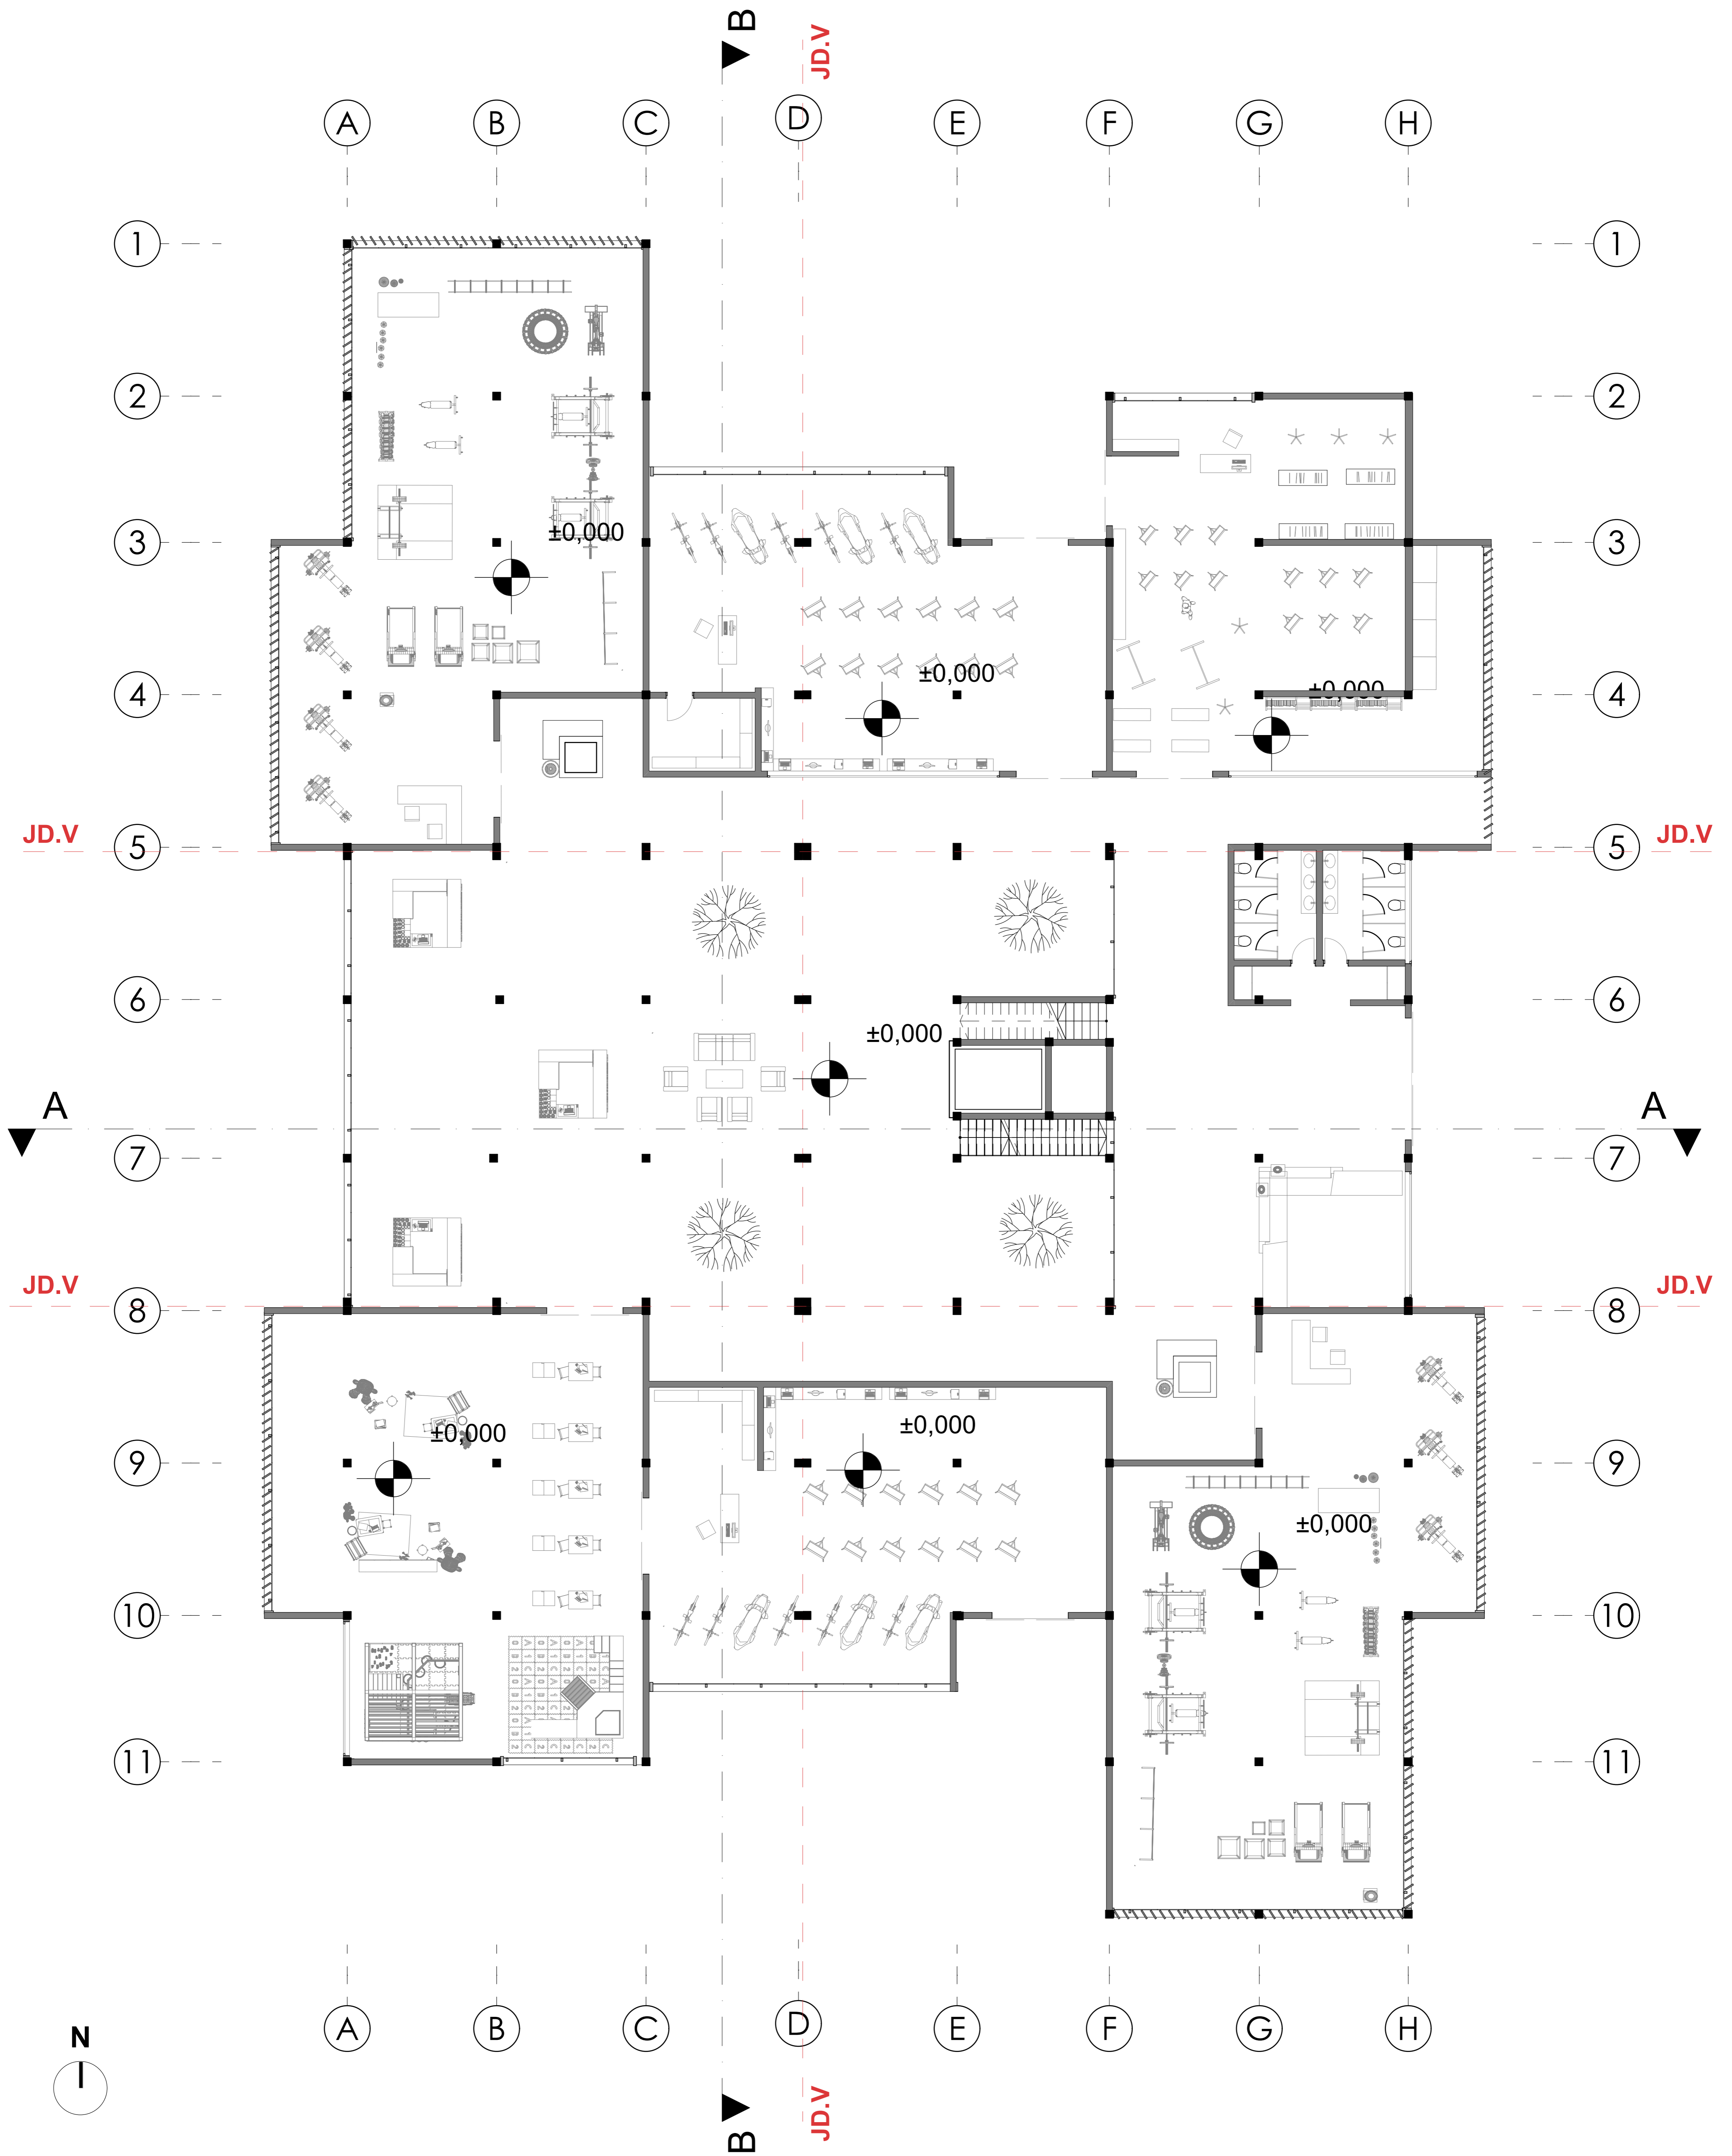 B
JD.V
A B C D E F G H
1 1
2 2
±0,000
3 3
±0,000
±0,000
4 4
JD.V JD.V
5 5
6 6
±0,000
A A
7 7
JD.V JD.V
8 8
±0,000
±0,000
9 9
±0,000
10 10
11 11
A B C D E F G H
N
JD.V
B